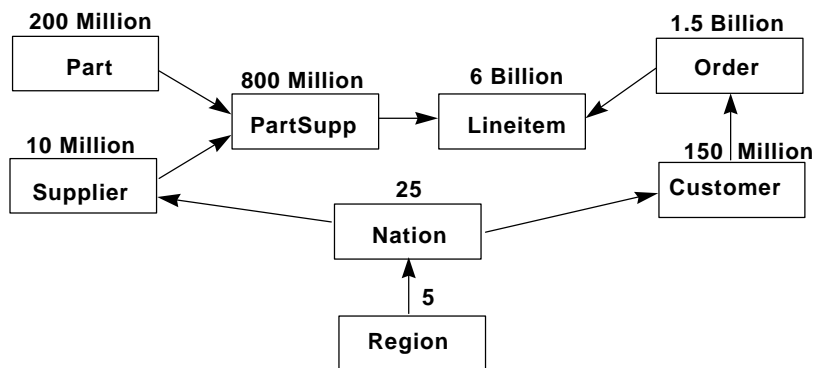 200 Million
Part
800 Million
PartSupp
6 Billion
Lineitem
1.5 Billion
Order
10 Million
Supplier
150 Million
Customer
25
Nation
5
Region